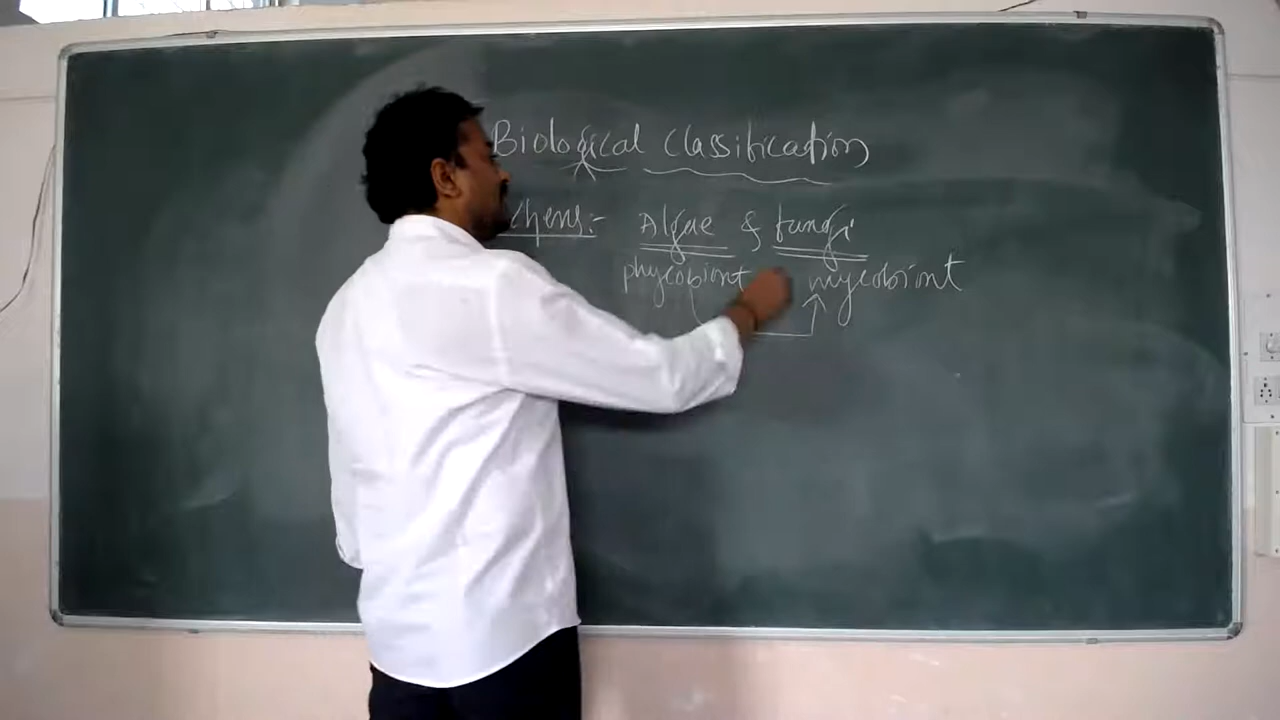 Biological Classification
chens:- Algae & fungi
phycobiont mycobiont